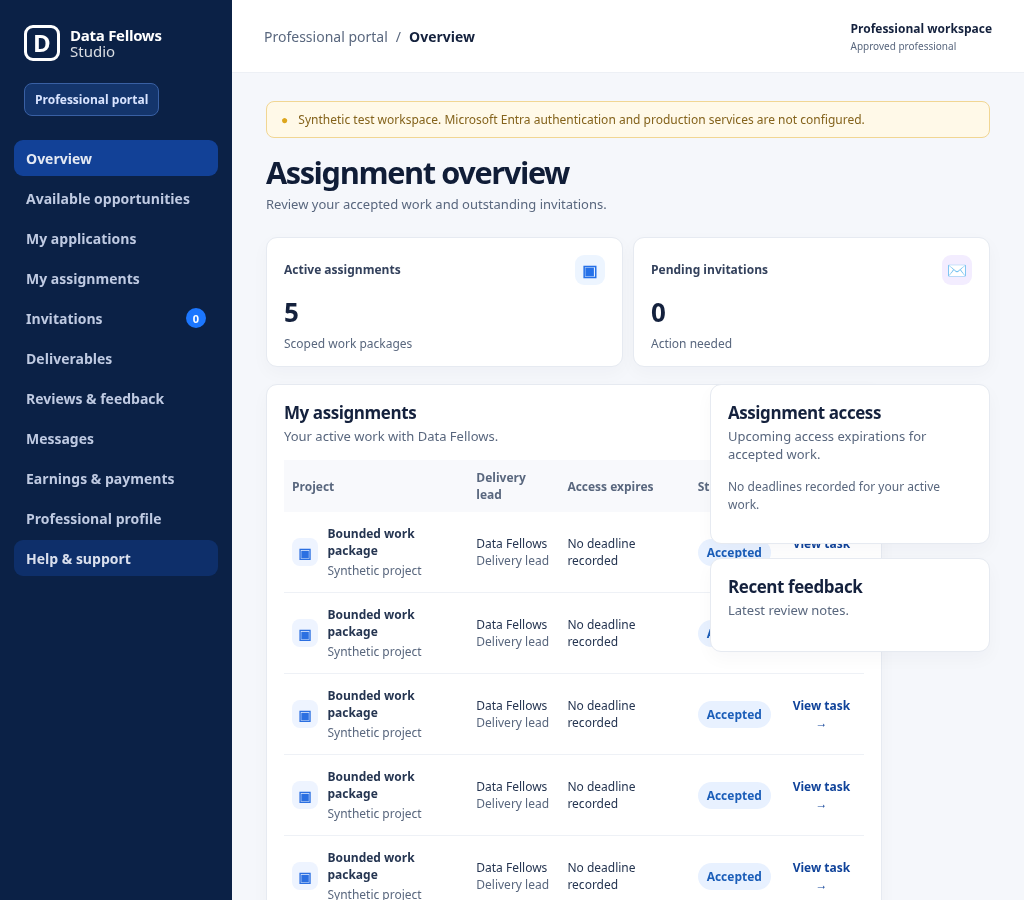 D
Data Fellows
Studio
Professional portal
Overview
Available opportunities
My applications
My assignments
Invitations
0
Deliverables
Reviews & feedback
Messages
Earnings & payments
Professional profile
Help & support
Professional portal / Overview
Professional workspace
Approved professional
Synthetic test workspace. Microsoft Entra authentication and production services are not configured.
Assignment overview
Review your accepted work and outstanding invitations.
Active assignments
5
Scoped work packages
Pending invitations
0
Action needed
My assignments
Your active work with Data Fellows.
Project
Delivery
lead
Access expires
St
Bounded work
package
Synthetic project
Data Fellows
Delivery lead
No deadline
recorded
Accepted
View task
Bounded work
package
Synthetic project
Data Fellows
Delivery lead
No deadline
recorded
Bounded work
package
Synthetic project
Data Fellows
Delivery lead
No deadline
recorded
Accepted
View task
→
Bounded work
package
Synthetic project
Data Fellows
Delivery lead
No deadline
recorded
Accepted
View task
→
Bounded work
package
Synthetic project
Data Fellows
Delivery lead
No deadline
recorded
Accepted
View task
→
Assignment access
Upcoming access expirations for
accepted work.
No deadlines recorded for your active
work.
Recent feedback
Latest review notes.